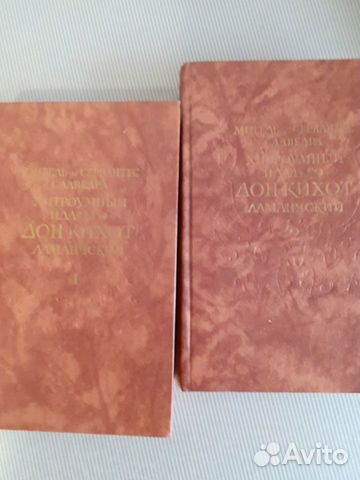 МИГЕЛЬ де СЕРВАНТЕС
СААВЕДРА
ХИТРОУМНЫЙ
ИДАЛЬГО
ДОН КИХОТ
ЛАМАНЧСКИЙ
1
МИГЕЛЬ де СЕРВАНТЕС
СААВЕДРА
ХИТРОУМНЫЙ
ИДАЛЬГО
ДОН КИХОТ
ЛАМАНЧСКИЙ
2
Avito